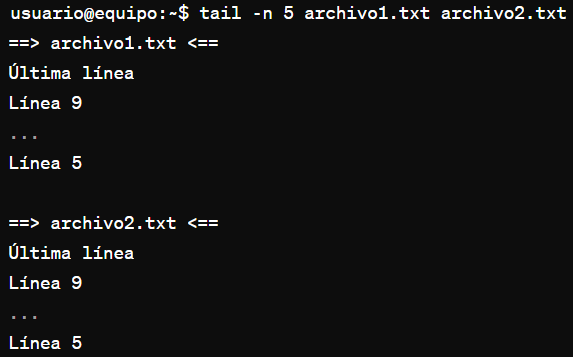 usuario@equipo:~$ tail -n 5 archivo1.txt archivo2.txt
==> archivo1.txt <==
Última línea
Línea 9
...
Línea 5

==> archivo2.txt <==
Última línea
Línea 9
...
Línea 5